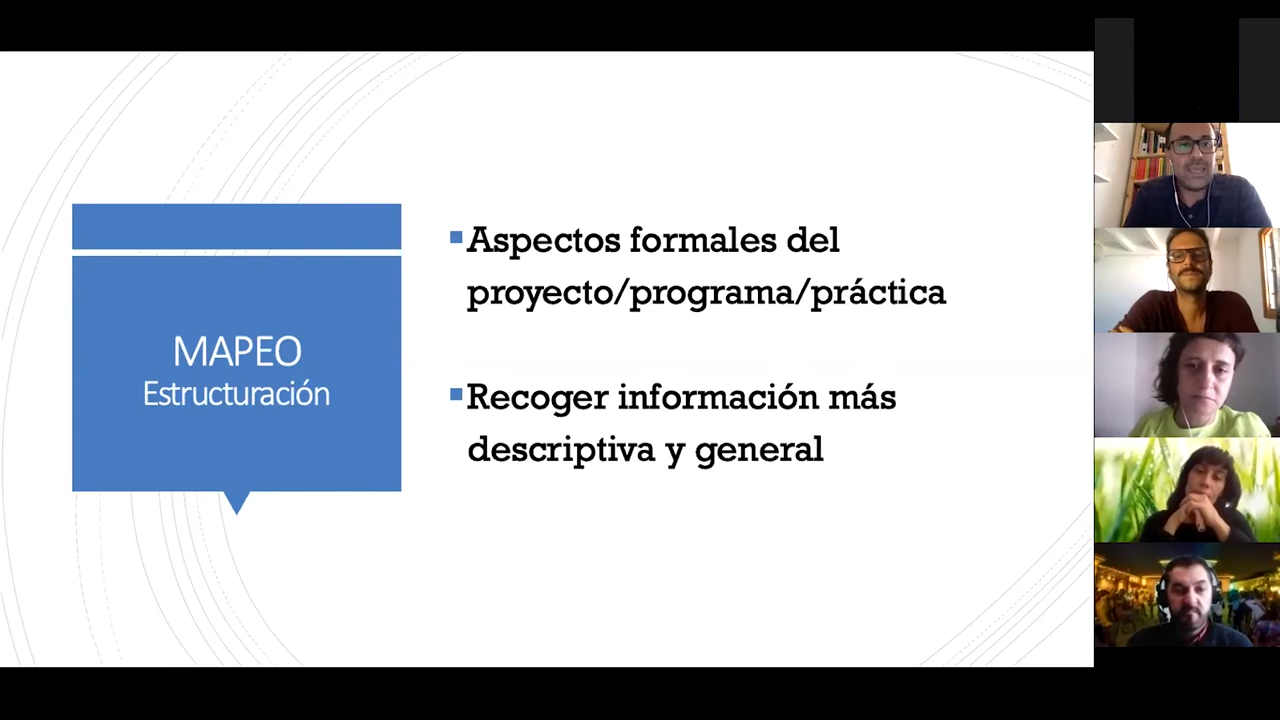 MAPEO
Estructuración
Aspectos formales del
proyecto/programa/práctica
Recoger información más
descriptiva y general